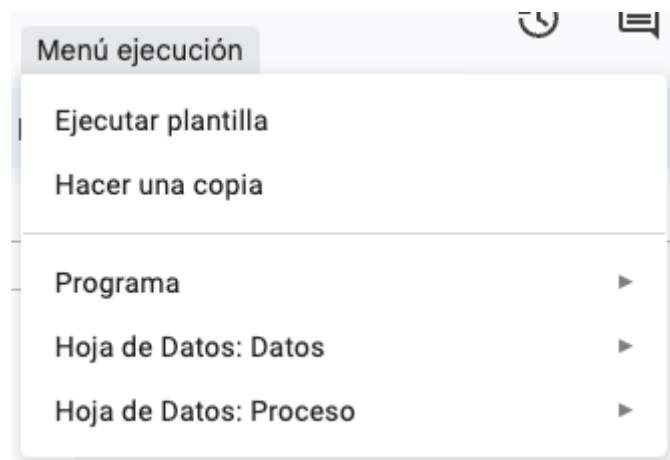 Menú ejecución
Ejecutar plantilla
Hacer una copia
Programa
Hoja de Datos: Datos
Hoja de Datos: Proceso